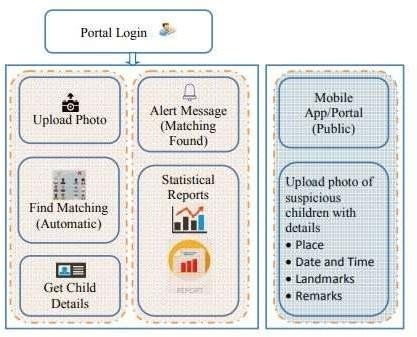 Portal Login
Upload Photo
Find Matching
(Automatic)
Get Child
Details
Alert Message
(Matching
Found)
Statistical
Reports
REPORT
Mobile
App/Portal
(Public)
Upload photo of
suspicious
children with
details
• Place
• Date and Time
• Landmarks
• Remarks